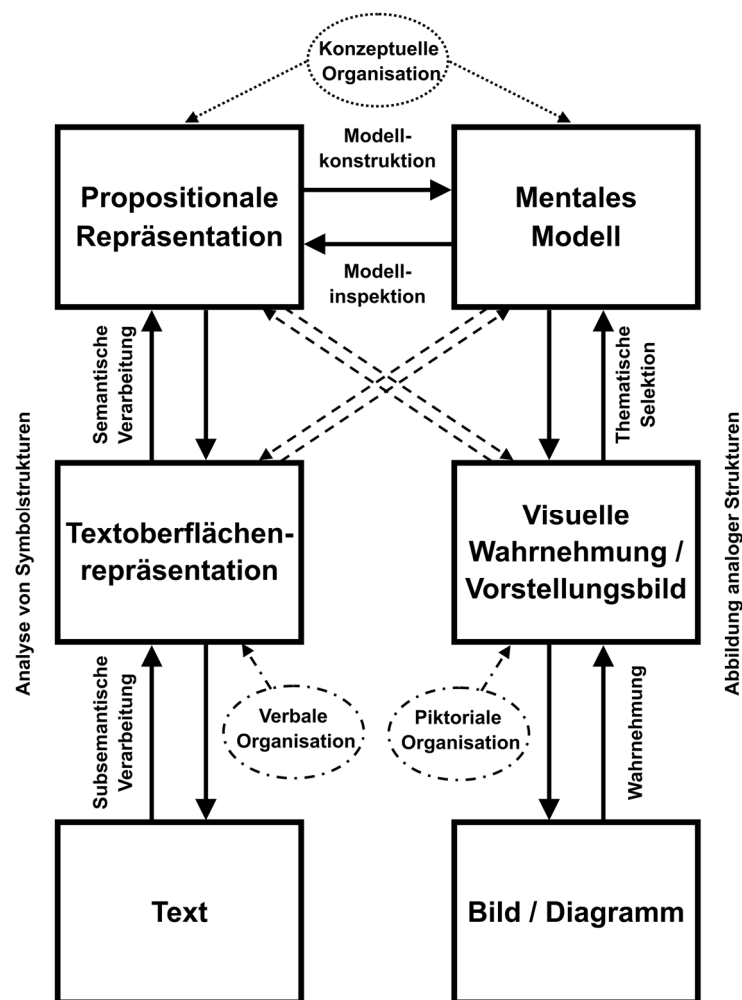 Konzeptuelle
Organisation
Modell-
konstruktion
Propositionale
Repräsentation
Mentales
Modell
Modell-
inspektion
Semantische
Verarbeitung
Thematische
Selektion
Analyse von Symbolstrukturen
Abbildung analoger Strukturen
Textoberflächen-
repräsentation
Visuelle
Wahrnehmung /
Vorstellungsbild
Subsemantische
Verarbeitung
Verbale
Organisation
Piktoriale
Organisation
Wahrnehmung
Text
Bild / Diagramm